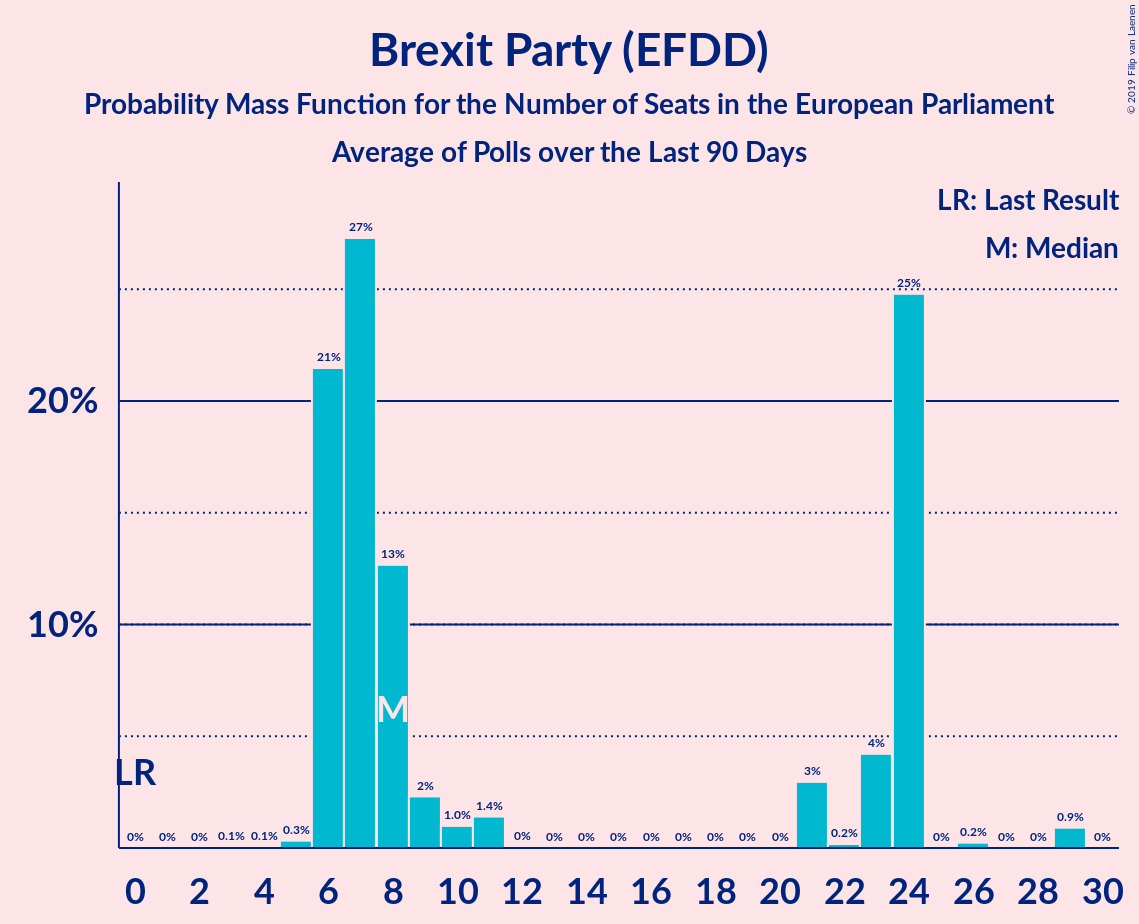 Brexit Party (EFDD)
Probability Mass Function for the Number of Seats in the European Parliament
Average of Polls over the Last 90 Days
© 2019 Filip van Laenen
LR: Last Result
M: Median
20%
10%
0% 0% 0% 0.1% 0.1% 0.3% 21% 27% 13% 2% 1.0% 1.4% 0% 0% 0% 0% 0% 0% 0% 0% 0% 3% 0.2% 4% 25% 0% 0.2% 0% 0% 0.9% 0%
M
LR
0 2 4 6 8 10 12 14 16 18 20 22 24 26 28 30